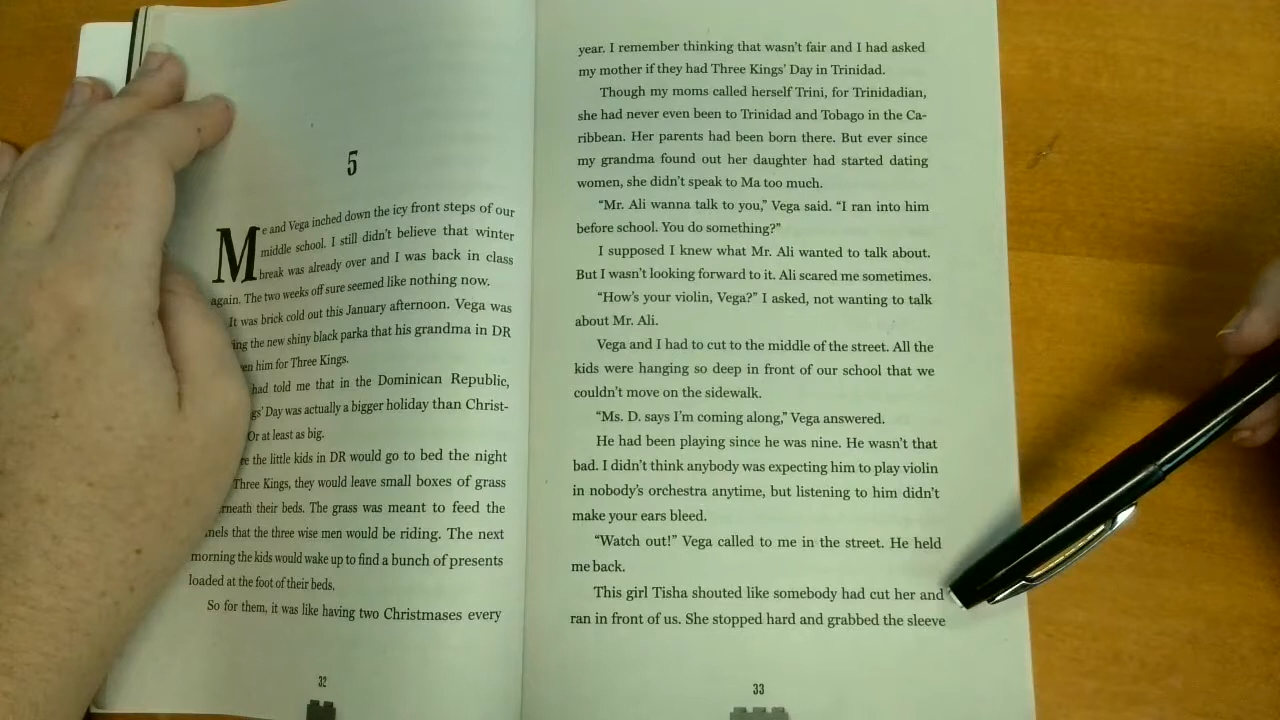 5
Me and Vega inched down the icy front steps of our
middle school. I still didn't believe that winter
break was already over and I was back in class
again. The two weeks off sure seemed like nothing now.
It was brick cold out this January afternoon. Vega was
ing the new shiny black parka that his grandma in DR
en him for Three Kings.
had told me that in the Dominican Republic,
gs' Day was actually a bigger holiday than Christ-
Or at least as big.
re the little kids in DR would go to bed the night
Three Kings, they would leave small boxes of grass
rneath their beds. The grass was meant to feed the
mels that the three wise men would be riding. The next
morning the kids would wake up to find a bunch of presents
loaded at the foot of their beds.
So for them, it was like having two Christmases every
32
year. I remember thinking that wasn't fair and I had asked
my mother if they had Three Kings' Day in Trinidad.
Though my moms called herself Trini, for Trinidadian,
she had never even been to Trinidad and Tobago in the Ca-
ribbean. Her parents had been born there. But ever since
my grandma found out her daughter had started dating
women, she didn't speak to Ma too much.
"Mr. Ali wanna talk to you," Vega said. "I ran into him
before school. You do something?"
I supposed I knew what Mr. Ali wanted to talk about.
But I wasn't looking forward to it. Ali scared me sometimes.
"How's your violin, Vega?" I asked, not wanting to talk
about Mr. Ali.
Vega and I had to cut to the middle of the street. All the
kids were hanging so deep in front of our school that we
couldn't move on the sidewalk.
"Ms. D. says I'm coming along," Vega answered.
He had been playing since he was nine. He wasn't that
bad. I didn't think anybody was expecting him to play violin
in nobody's orchestra anytime, but listening to him didn't
make your ears bleed.
"Watch out!" Vega called to me in the street. He held
me back.
This girl Tisha shouted like somebody had cut her and
ran in front of us. She stopped hard and grabbed the sleeve
33